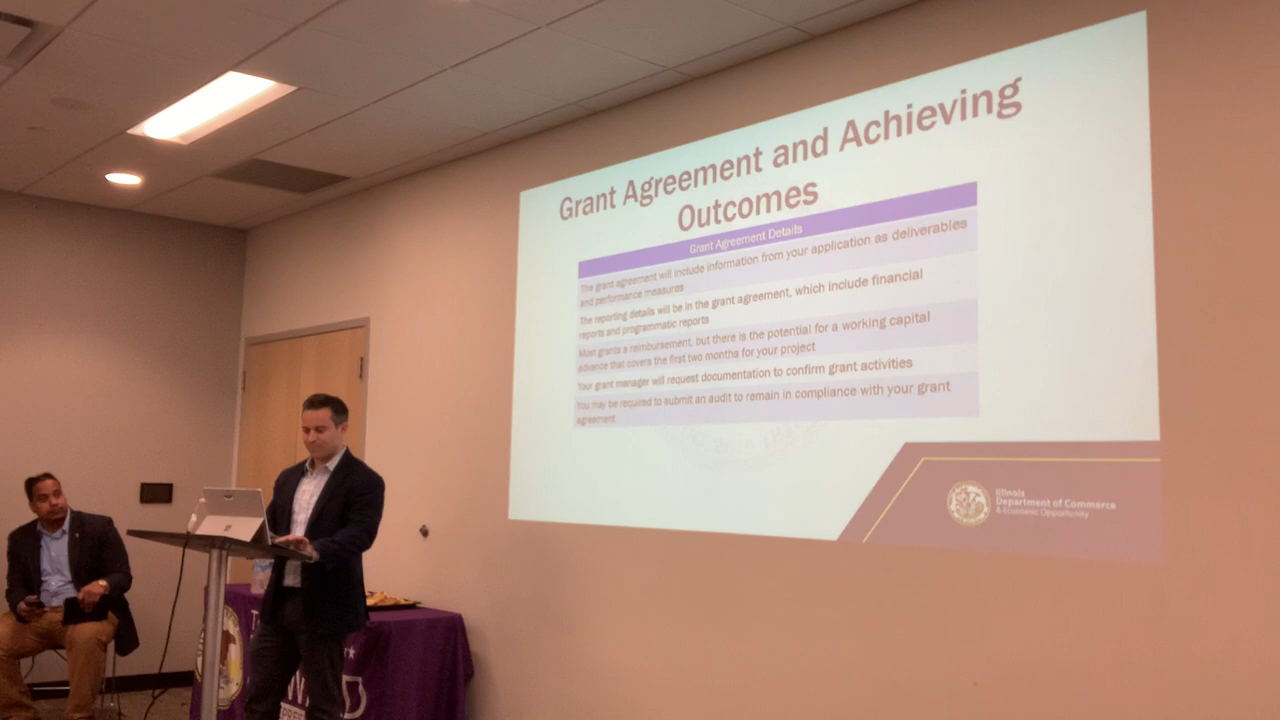 Grant Agreement and Achieving
Outcomes
Grant Agreement Details
The grant agreement will include information from your application as deliverables
and performance measures
The reporting details will be in the grant agreement, which include financial
reports and programmatic reports
Most grants a reimbursement, but there is the potential for a working capital
advance that covers the first two months for your project
Your grant manager will request documentation to confirm grant activities
You may be required to submit an audit to remain in compliance with your grant
agreement
Illinois
Department of Commerce
& Economic Opportunity